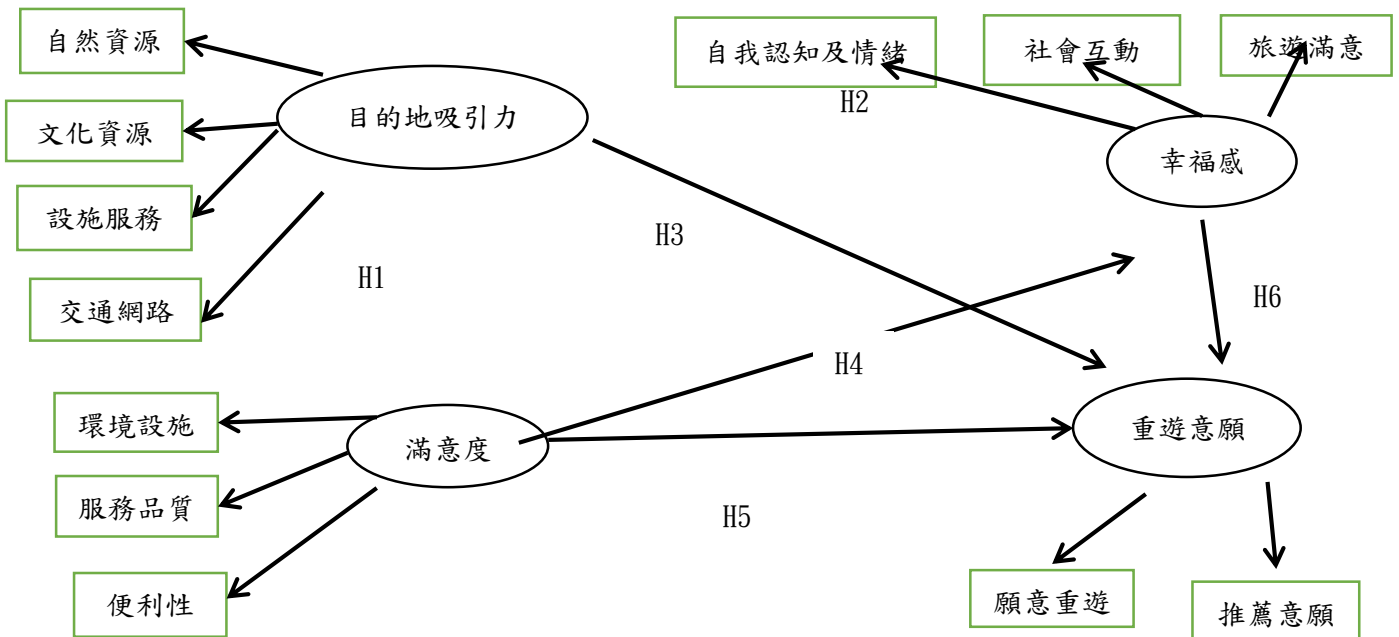 自然資源
自我認知及情緒
社會互動
旅遊滿意
H2
目的地吸引力
文化資源
幸福感
設施服務
H3
H1
H6
交通網路
H4
環境設施
滿意度
重遊意願
服務品質
H5
便利性
願意重遊
推薦意願